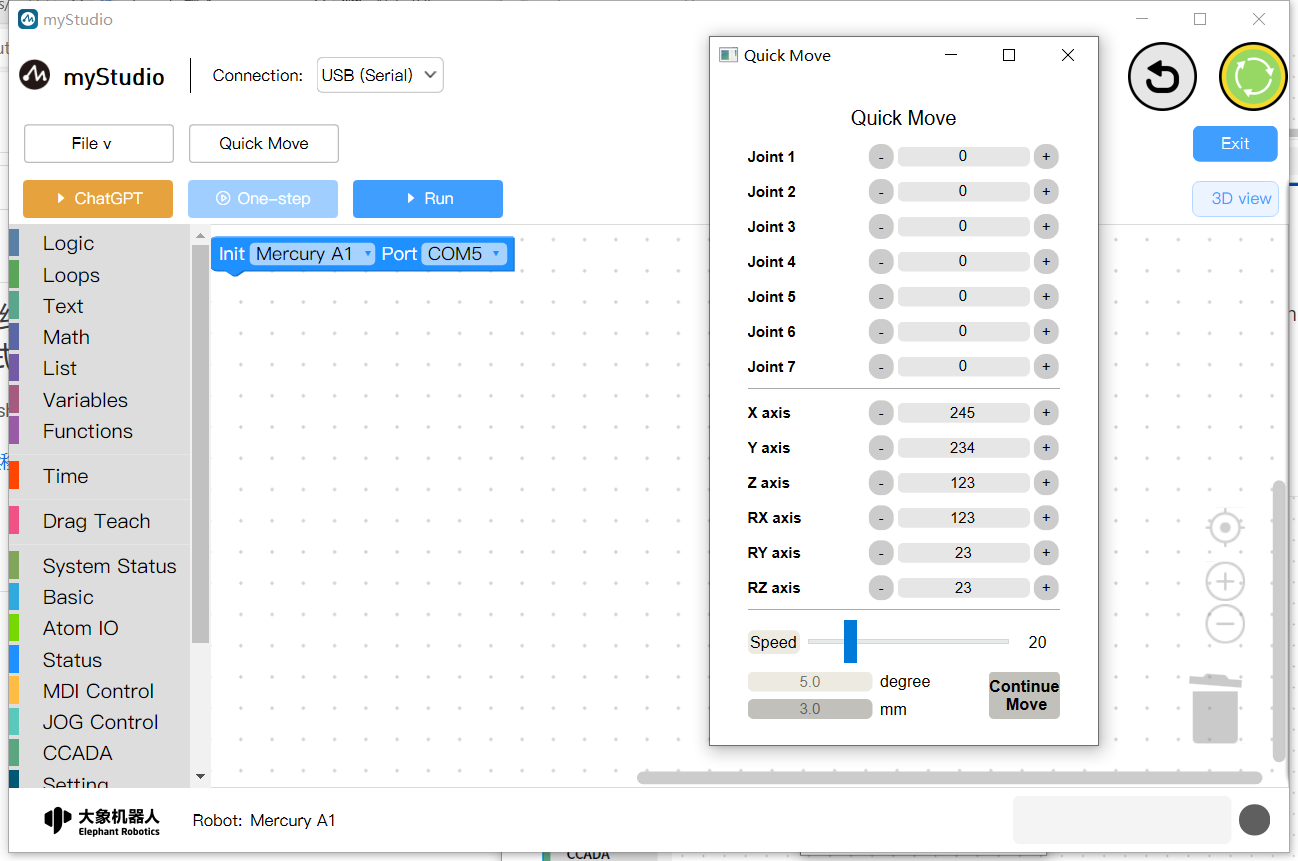 myStudio
myStudio
Connection: USB (Serial)
File v
Quick Move
ChatGPT
One-step
Run
Exit
3D view
Logic
Loops
Text
Math
List
Variables
Functions
Time
Drag Teach
System Status
Basic
Atom IO
Status
MDI Control
JOG Control
CCADA
Setting
Init Mercury A1 Port COM5
Quick Move
Quick Move
Joint 1 - 0 +
Joint 2 - 0 +
Joint 3 - 0 +
Joint 4 - 0 +
Joint 5 - 0 +
Joint 6 - 0 +
Joint 7 - 0 +
X axis - 245 +
Y axis - 234 +
Z axis - 123 +
RX axis - 123 +
RY axis - 23 +
RZ axis - 23 +
Speed 20
5.0 degree
3.0 mm
Continue
Move
大象机器人
Elephant Robotics
Robot: Mercury A1
CCADA